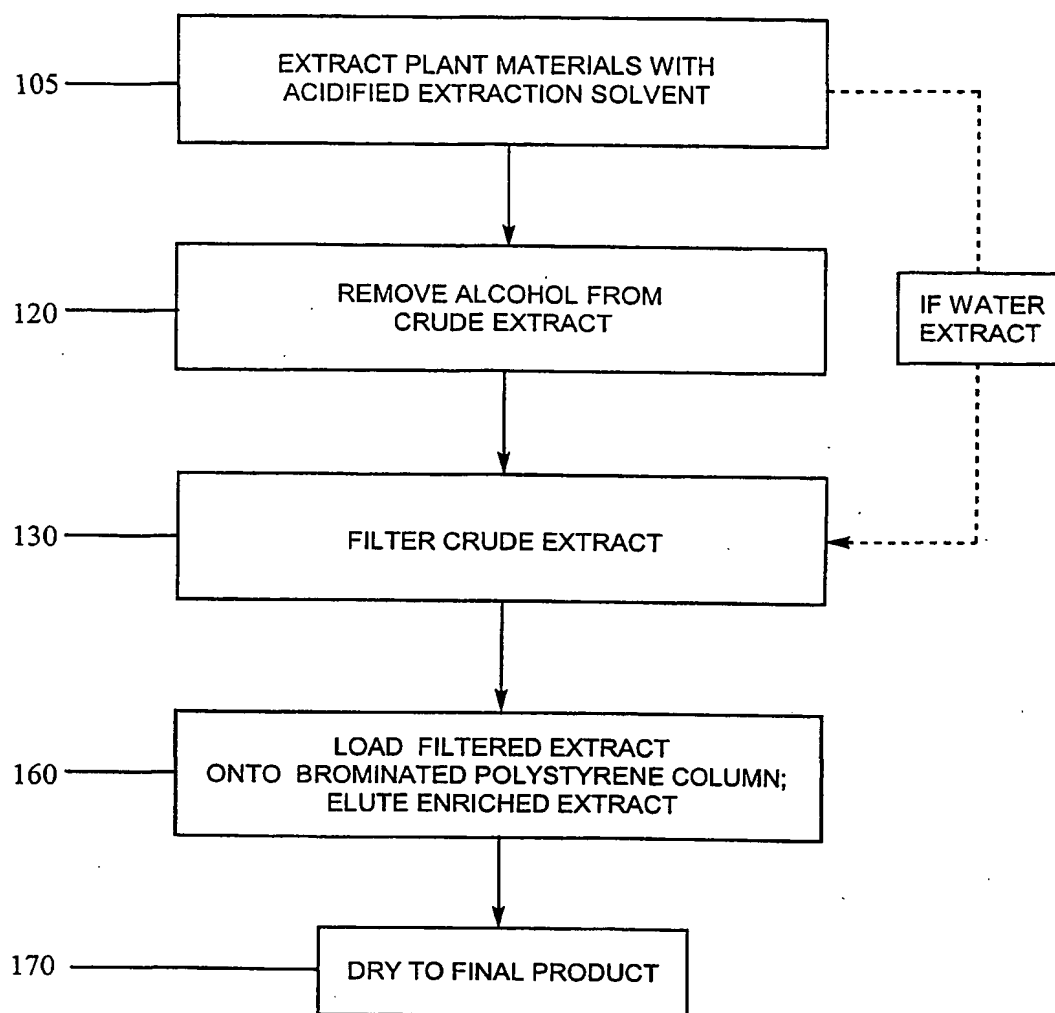 105
EXTRACT PLANT MATERIALS WITH
ACIDIFIED EXTRACTION SOLVENT
120
REMOVE ALCOHOL FROM
CRUDE EXTRACT
IF WATER
EXTRACT
130
FILTER CRUDE EXTRACT
160
LOAD FILTERED EXTRACT
ONTO BROMINATED POLYSTYRENE COLUMN;
ELUTE ENRICHED EXTRACT
170
DRY TO FINAL PRODUCT